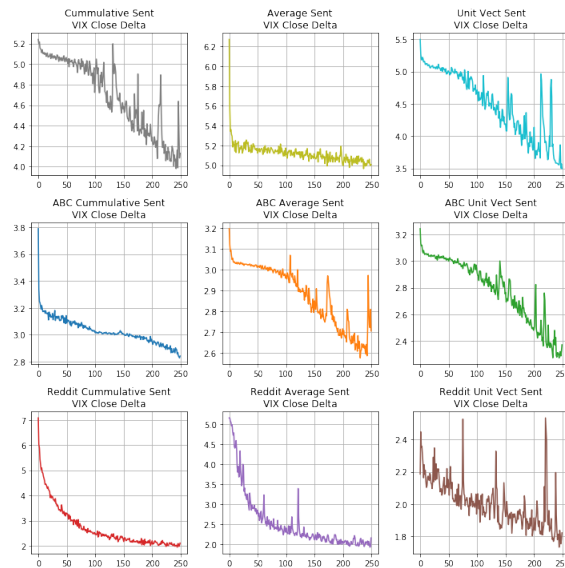 Cummulative Sent
VIX Close Delta
Average Sent
VIX Close Delta
Unit Vect Sent
VIX Close Delta
5.2
5.0
4.8
4.6
4.4
4.2
4.0
0 50 100 150 200 250
6.2
6.0
5.8
5.6
5.4
5.2
5.0
0 50 100 150 200 250
5.5
5.0
4.5
4.0
3.5
0 50 100 150 200 250
ABC Cummulative Sent
VIX Close Delta
ABC Average Sent
VIX Close Delta
ABC Unit Vect Sent
VIX Close Delta
3.8
3.6
3.4
3.2
3.0
2.8
0 50 100 150 200 250
3.2
3.1
3.0
2.9
2.8
2.7
2.6
0 50 100 150 200 250
3.2
3.0
2.8
2.6
2.4
0 50 100 150 200 250
Reddit Cummulative Sent
VIX Close Delta
Reddit Average Sent
VIX Close Delta
Reddit Unit Vect Sent
VIX Close Delta
7
6
5
4
3
2
0 50 100 150 200 250
5.0
4.5
4.0
3.5
3.0
2.5
2.0
0 50 100 150 200 250
2.4
2.2
2.0
1.8
0 50 100 150 200 250